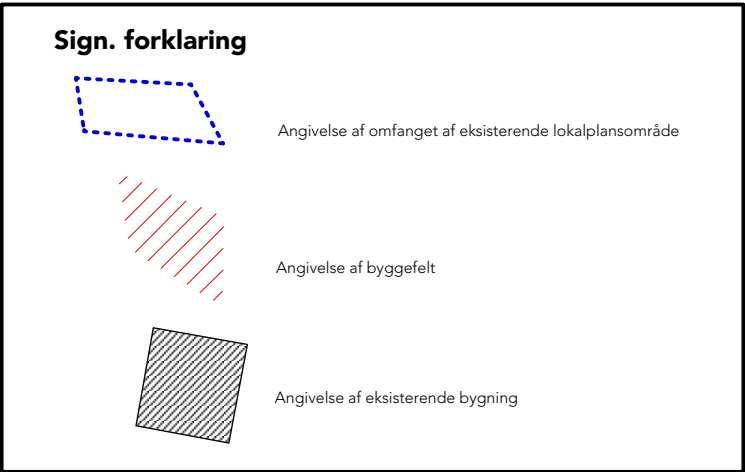 Sign. forklaring
Angivelse af omfanget af eksisterende lokalplansområde
Angivelse af byggefelt
Angivelse af eksisterende bygning